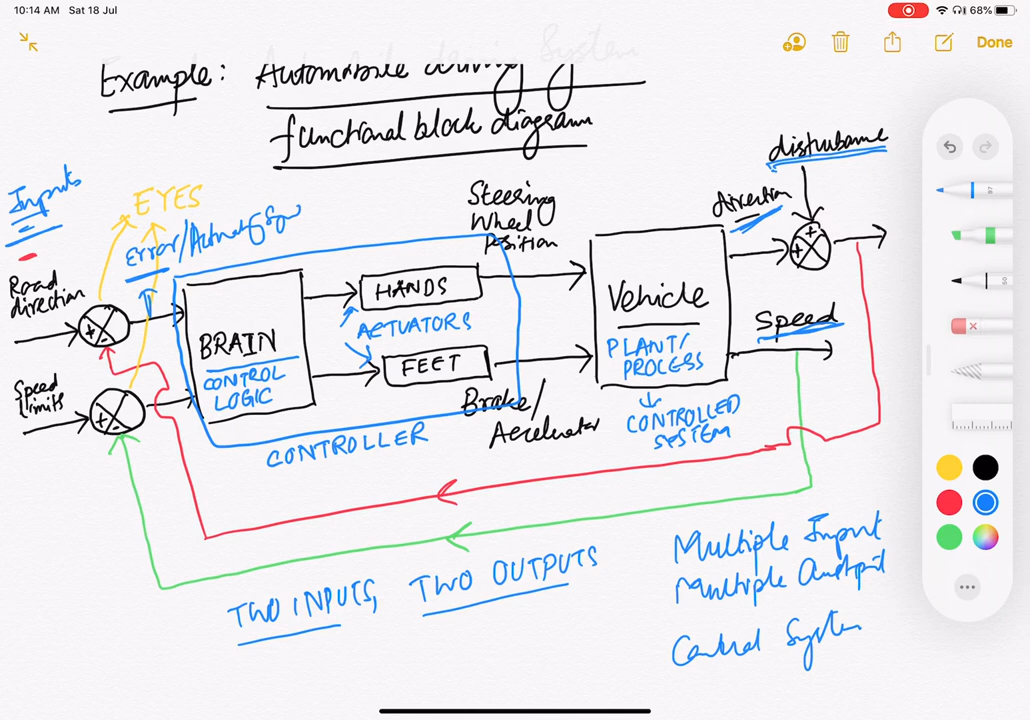 10:14 AM Sat 18 Jul
68%
Done
Example: Automobile driving
functional block diagram
Inputs
EYES
Error/Actuating
Steering
Wheel
Position
disturbance
direction
Road
direction
Speed
limits
BRAIN
CONTROL
LOGIC
HANDS
ACTUATORS
FEET
Vehicle
PLANT/
PROCESS
CONTROLLED
SYSTEM
Speed
Brake/
Accelerator
CONTROLLER
TWO INPUTS, TWO OUTPUTS
Multiple Input
Multiple Output
Control System